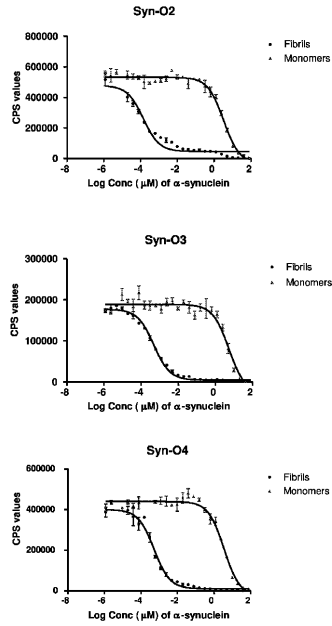 Syn-O2
800000
600000
400000
200000
0
CPS values
-8 -6 -4 -2 0 2
Log Conc ( μM) of α-synuclein
Fibrils
Monomers
Syn-O3
300000
200000
100000
0
CPS values
-8 -6 -4 -2 0 2
Log Conc ( μM) of α-synuclein
Fibrils
Monomers
Syn-O4
600000
400000
200000
0
CPS values
-8 -6 -4 -2 0 2
Log Conc ( μM) of α-synuclein
Fibrils
Monomers